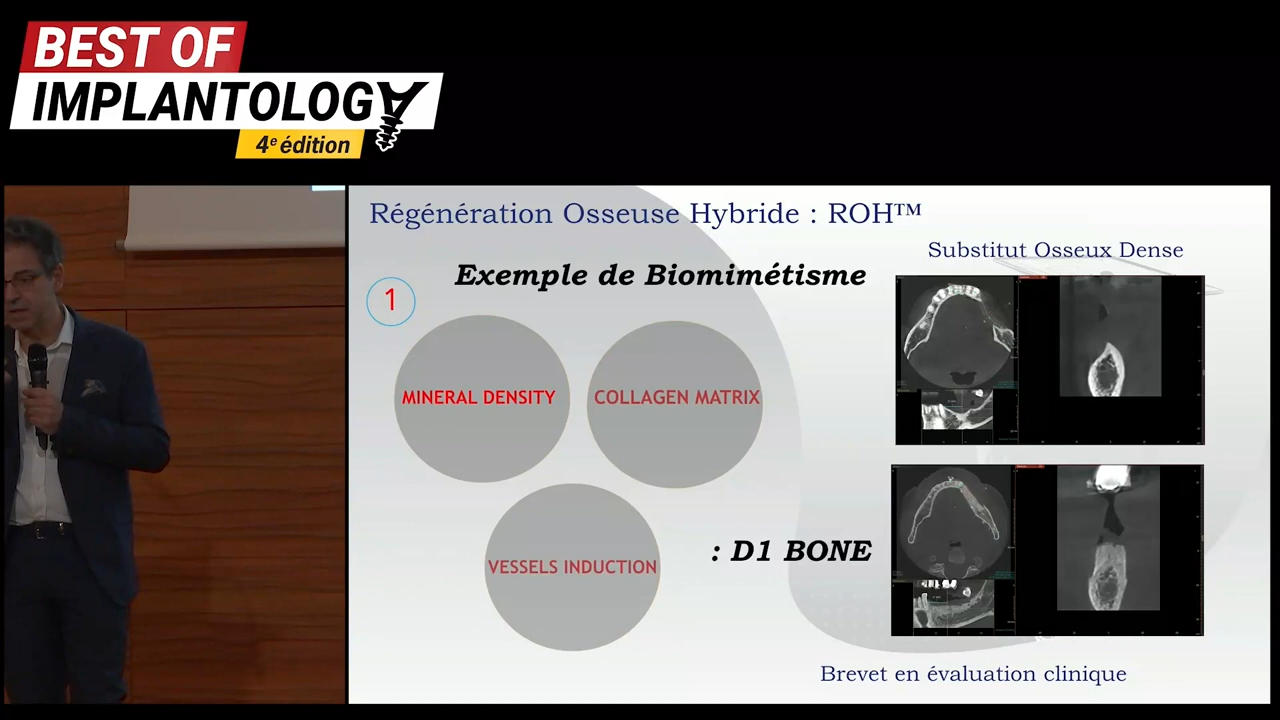 BEST OF
IMPLANTOLOGY
4e édition
Régénération Osseuse Hybride : ROH™
Substitut Osseux Dense
Exemple de Biomimétisme
1
MINERAL DENSITY
COLLAGEN MATRIX
VESSELS INDUCTION
: D1 BONE
Brevet en évaluation clinique